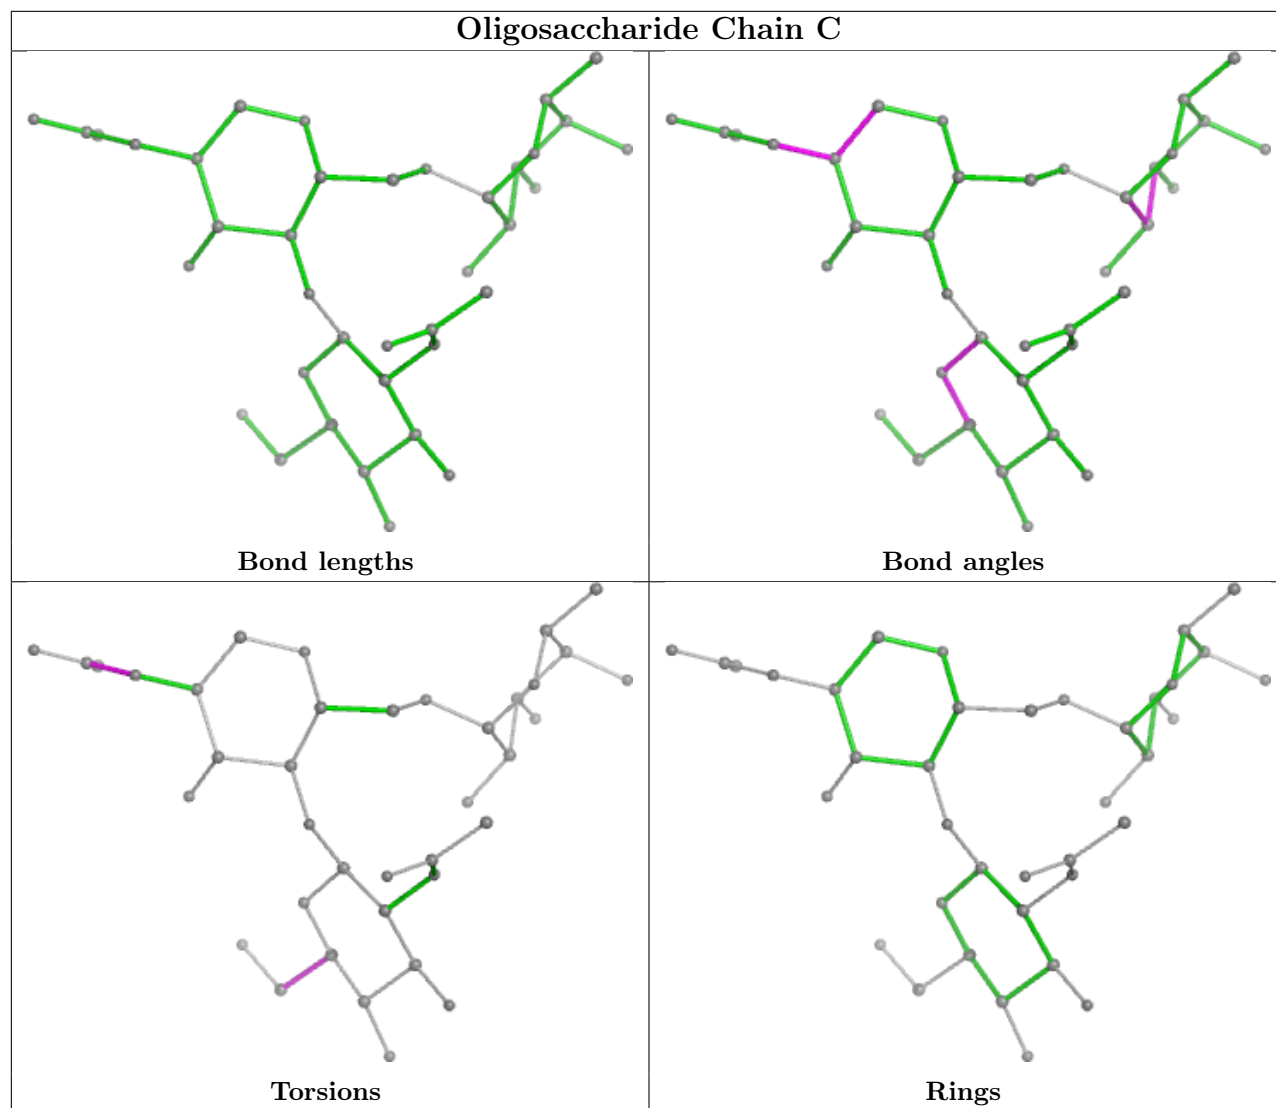 Oligosaccharide Chain C
Bond lengths
Bond angles
Torsions
Rings